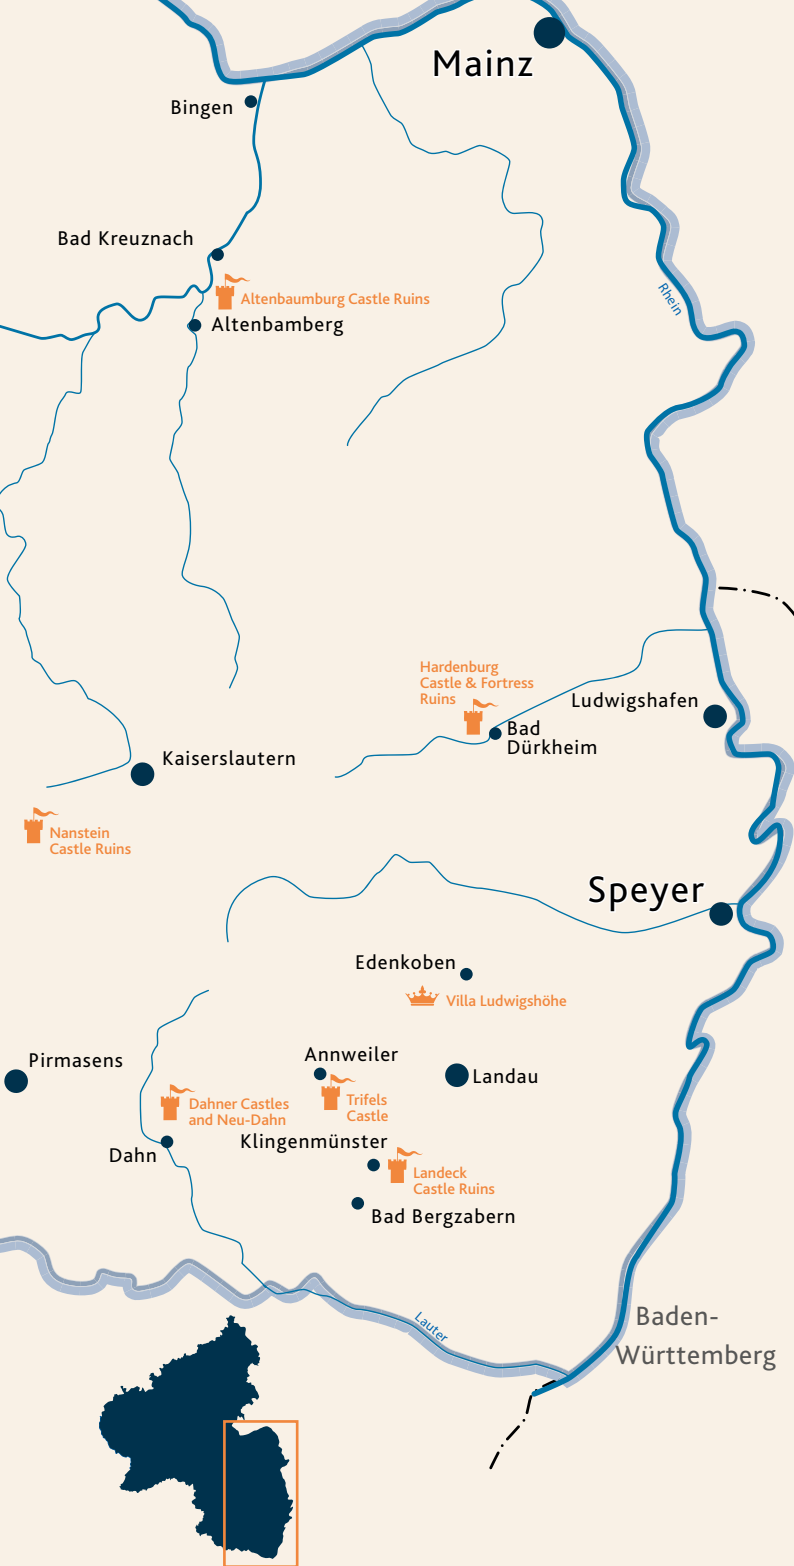 Mainz
Bingen
Bad Kreuznach
Altenbaumburg Castle Ruins
Rhein
Altenbamberg
Hardenburg
Castle & Fortress
Ruins
Ludwigshafen
Bad
Dürkheim
Kaiserslautern
Nanstein
Castle Ruins
Speyer
Edenkoben
Villa Ludwigshöhe
Annweiler
Pirmasens
Landau
Dahner Castles
and Neu-Dahn
Trifels
Castle
Klingenmünster
Dahn
Landeck
Castle Ruins
Bad Bergzabern
Lauter
Baden-
Württemberg